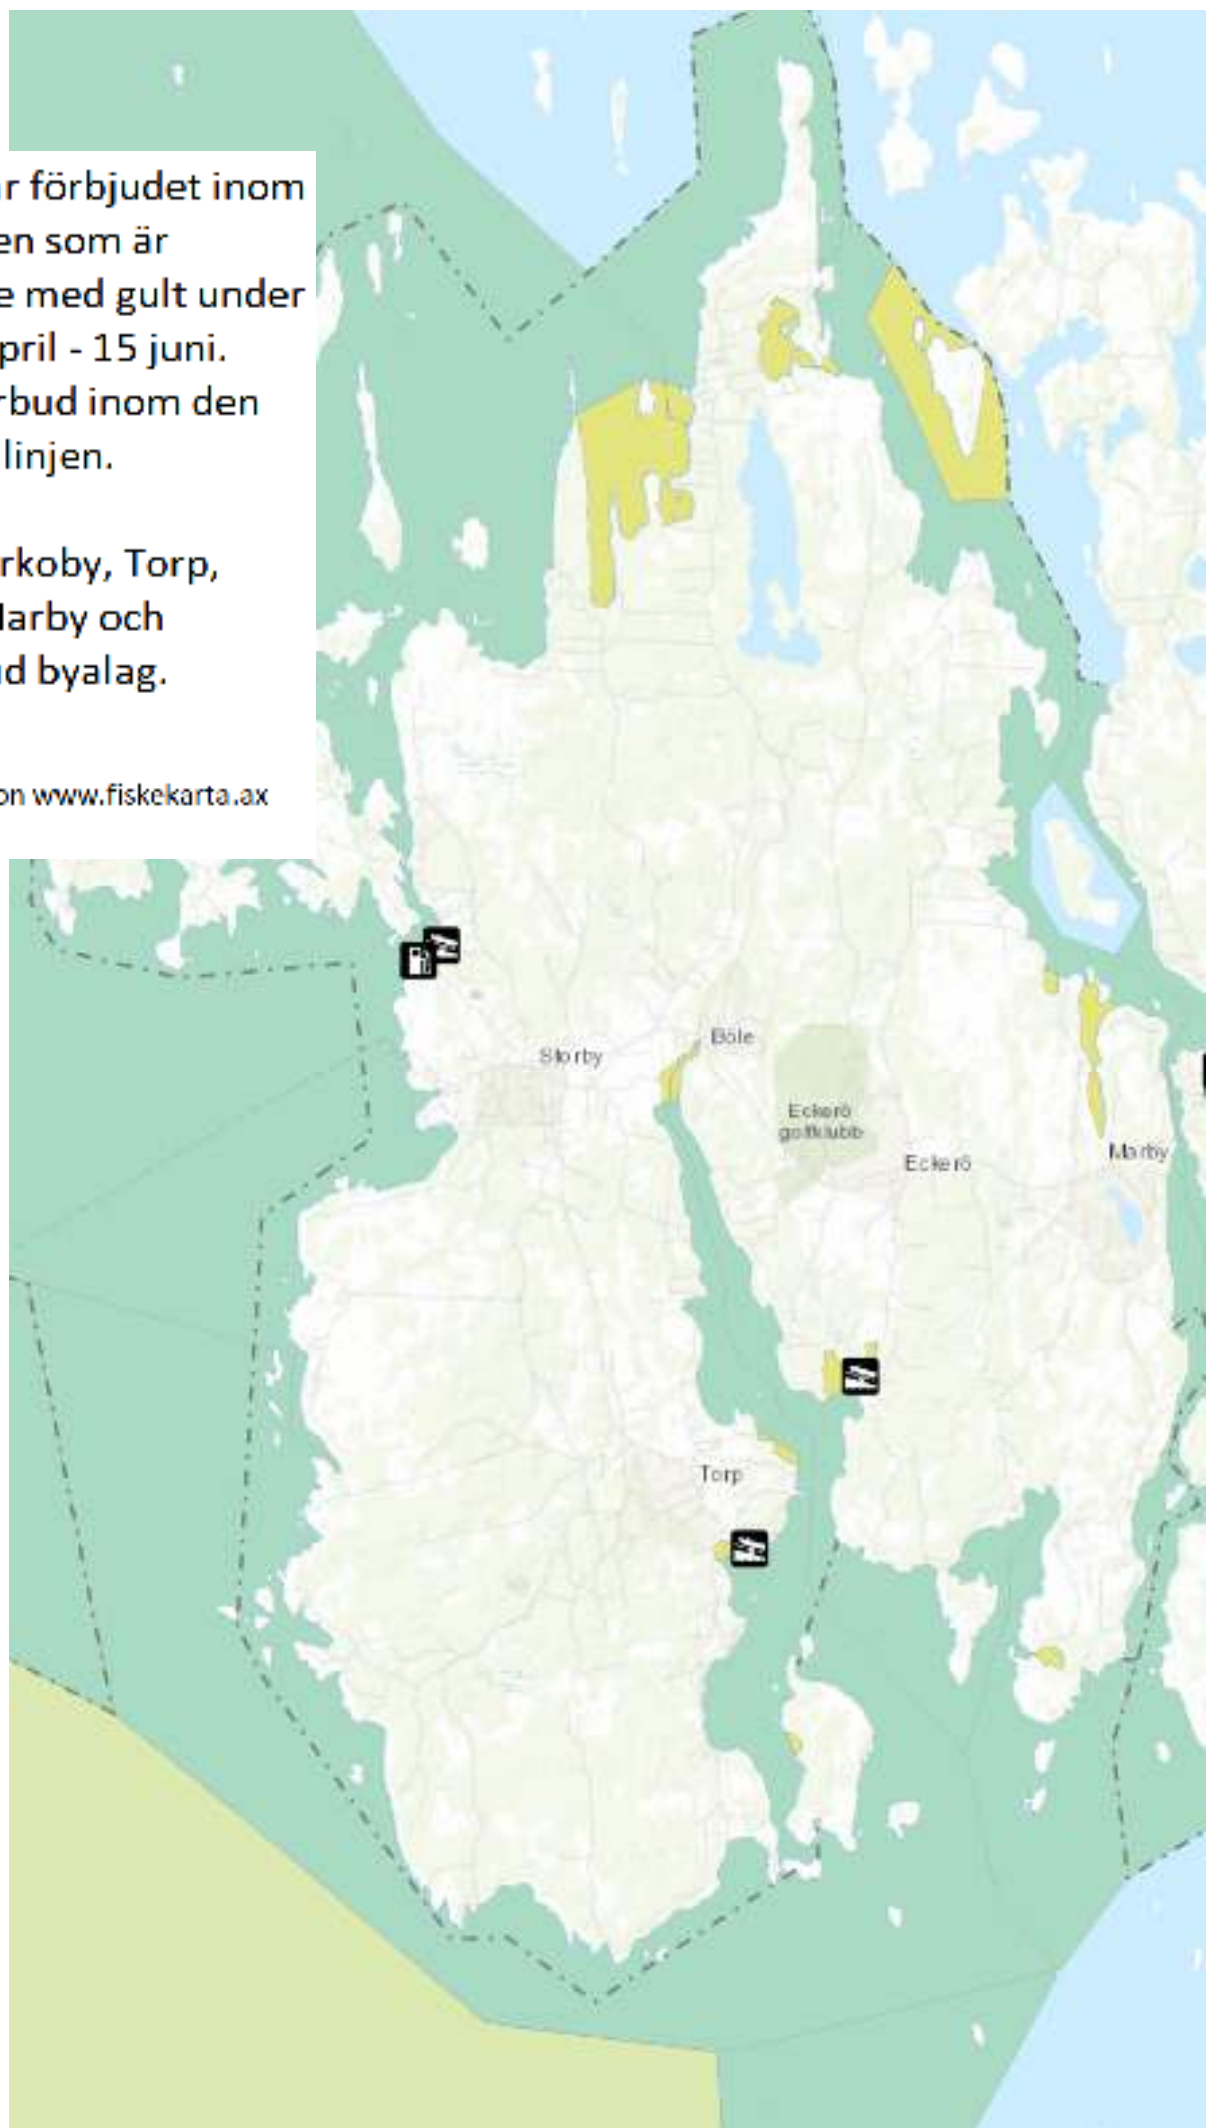 r förbjudet inom
en som är
e med gult under
pril - 15 juni.
rbud inom den
linjen.
rkoby, Torp,
arby och
d byalag.
on www.fiskekarta.ax
Storby
Böle
Eckerö
golfklubb
Eckerö
Marby
Torp